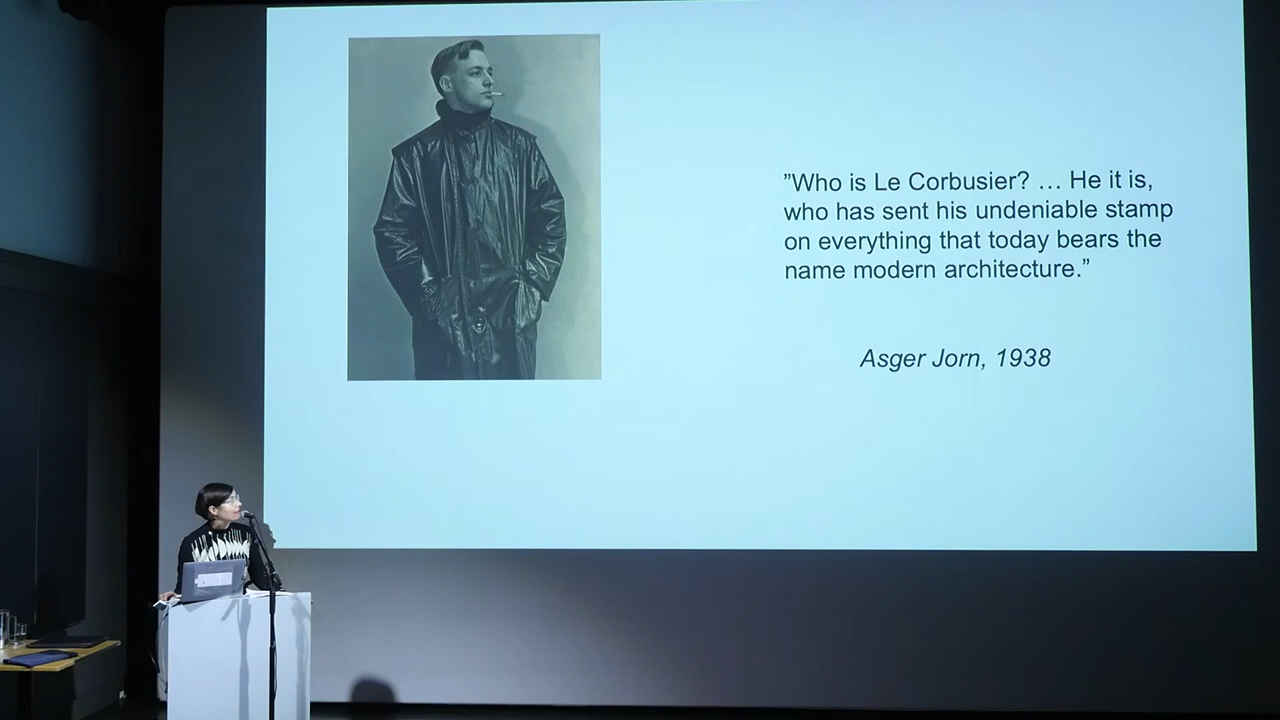 ”Who is Le Corbusier? … He it is,
who has sent his undeniable stamp
on everything that today bears the
name modern architecture.”
Asger Jorn, 1938